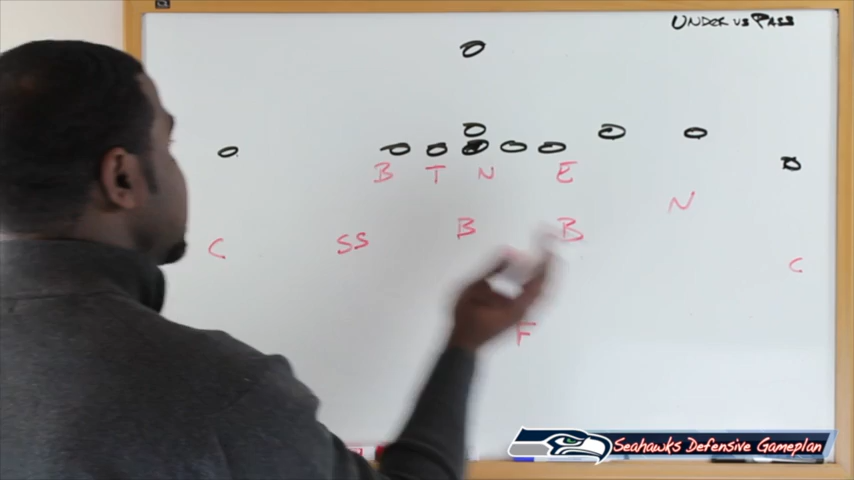 UNDER VS PASS
B T N E
N
C SS B B C
F
Seahawks Defensive Gameplan